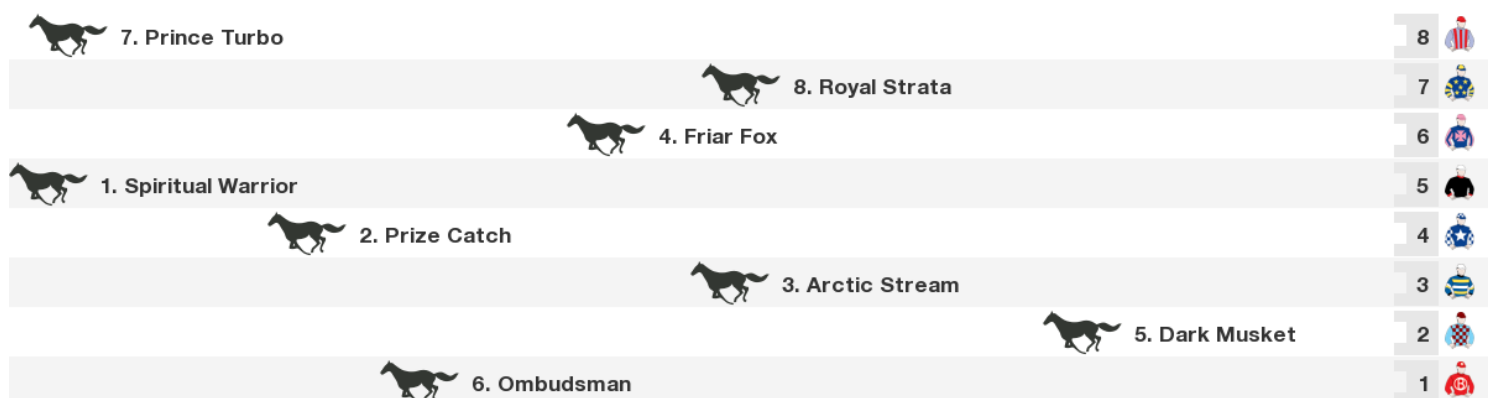 7. Prince Turbo 8
8. Royal Strata 7
4. Friar Fox 6
1. Spiritual Warrior 5
2. Prize Catch 4
3. Arctic Stream 3
5. Dark Musket 2
6. Ombudsman 1